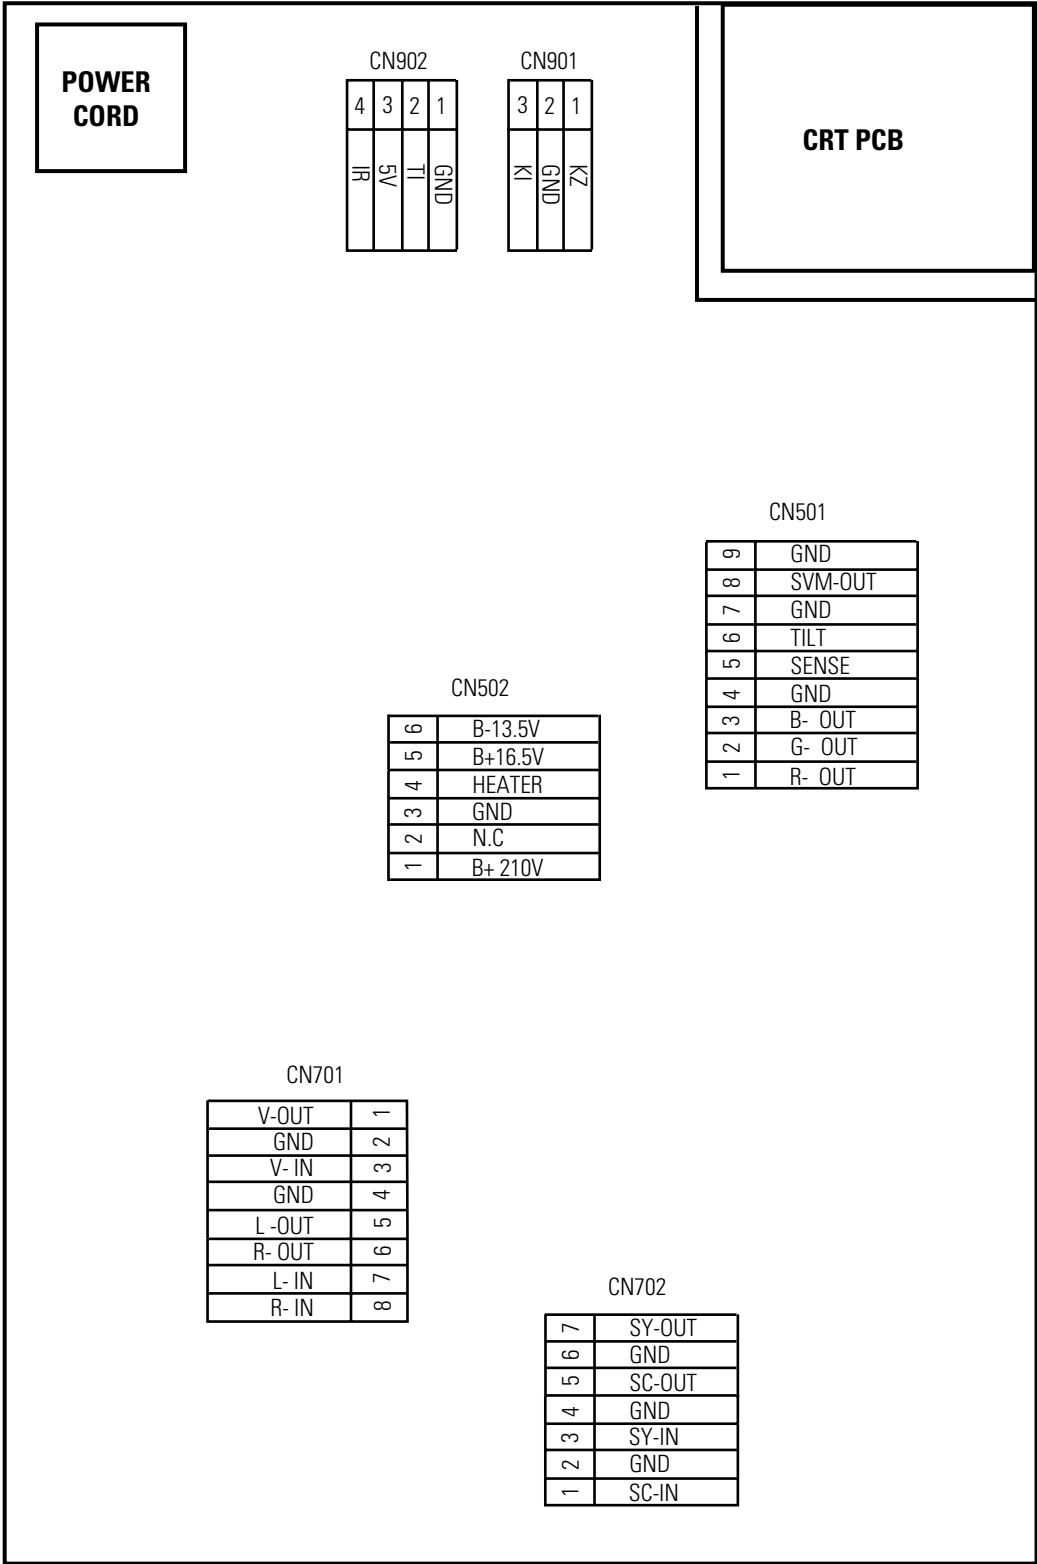 POWER
CORD
CN902
4 3 2 1
IR 5V TI GND
CN901
3 2 1
KI GND KZ
CRT PCB
CN501
9 GND
8 SVM-OUT
7 GND
6 TILT
5 SENSE
4 GND
3 B- OUT
2 G- OUT
1 R- OUT
CN502
6 B-13.5V
5 B+16.5V
4 HEATER
3 GND
2 N.C
1 B+ 210V
CN701
V-OUT 1
GND 2
V- IN 3
GND 4
L -OUT 5
R- OUT 6
L- IN 7
R- IN 8
CN702
7 SY-OUT
6 GND
5 SC-OUT
4 GND
3 SY-IN
2 GND
1 SC-IN